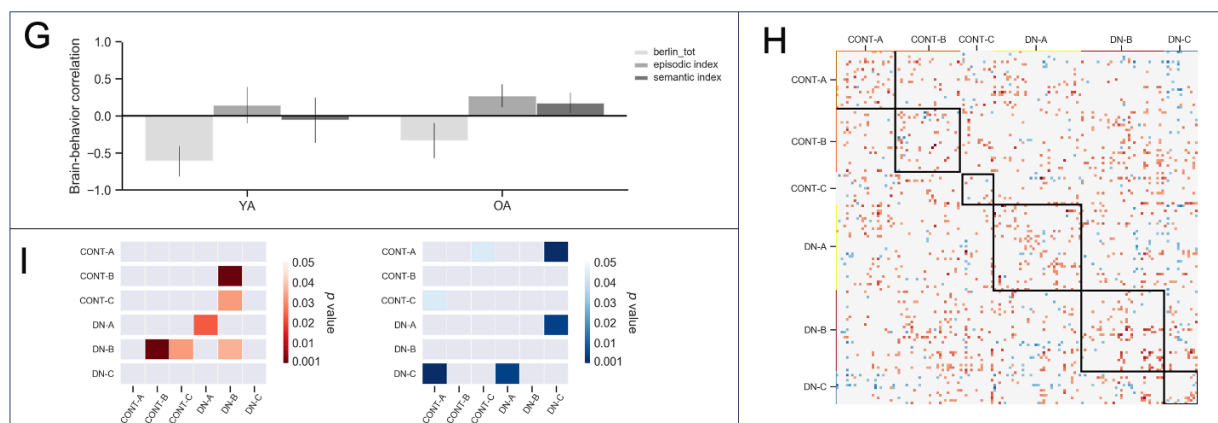 G
Brain-behavior correlation
1.0
0.5
0.0
−0.5
−1.0
YA
OA
berlin_tot
episodic index
semantic index
H
CONT-A
CONT-B
CONT-C
DN-A
DN-B
DN-C
CONT-A
CONT-B
CONT-C
DN-A
DN-B
DN-C
I
CONT-A
CONT-B
CONT-C
DN-A
DN-B
DN-C
CONT-A
CONT-B
CONT-C
DN-A
DN-B
DN-C
0.05
0.04
0.03
0.02
0.01
0.001
p value
CONT-A
CONT-B
CONT-C
DN-A
DN-B
DN-C
CONT-A
CONT-B
CONT-C
DN-A
DN-B
DN-C
0.05
0.04
0.03
0.02
0.01
0.001
p value